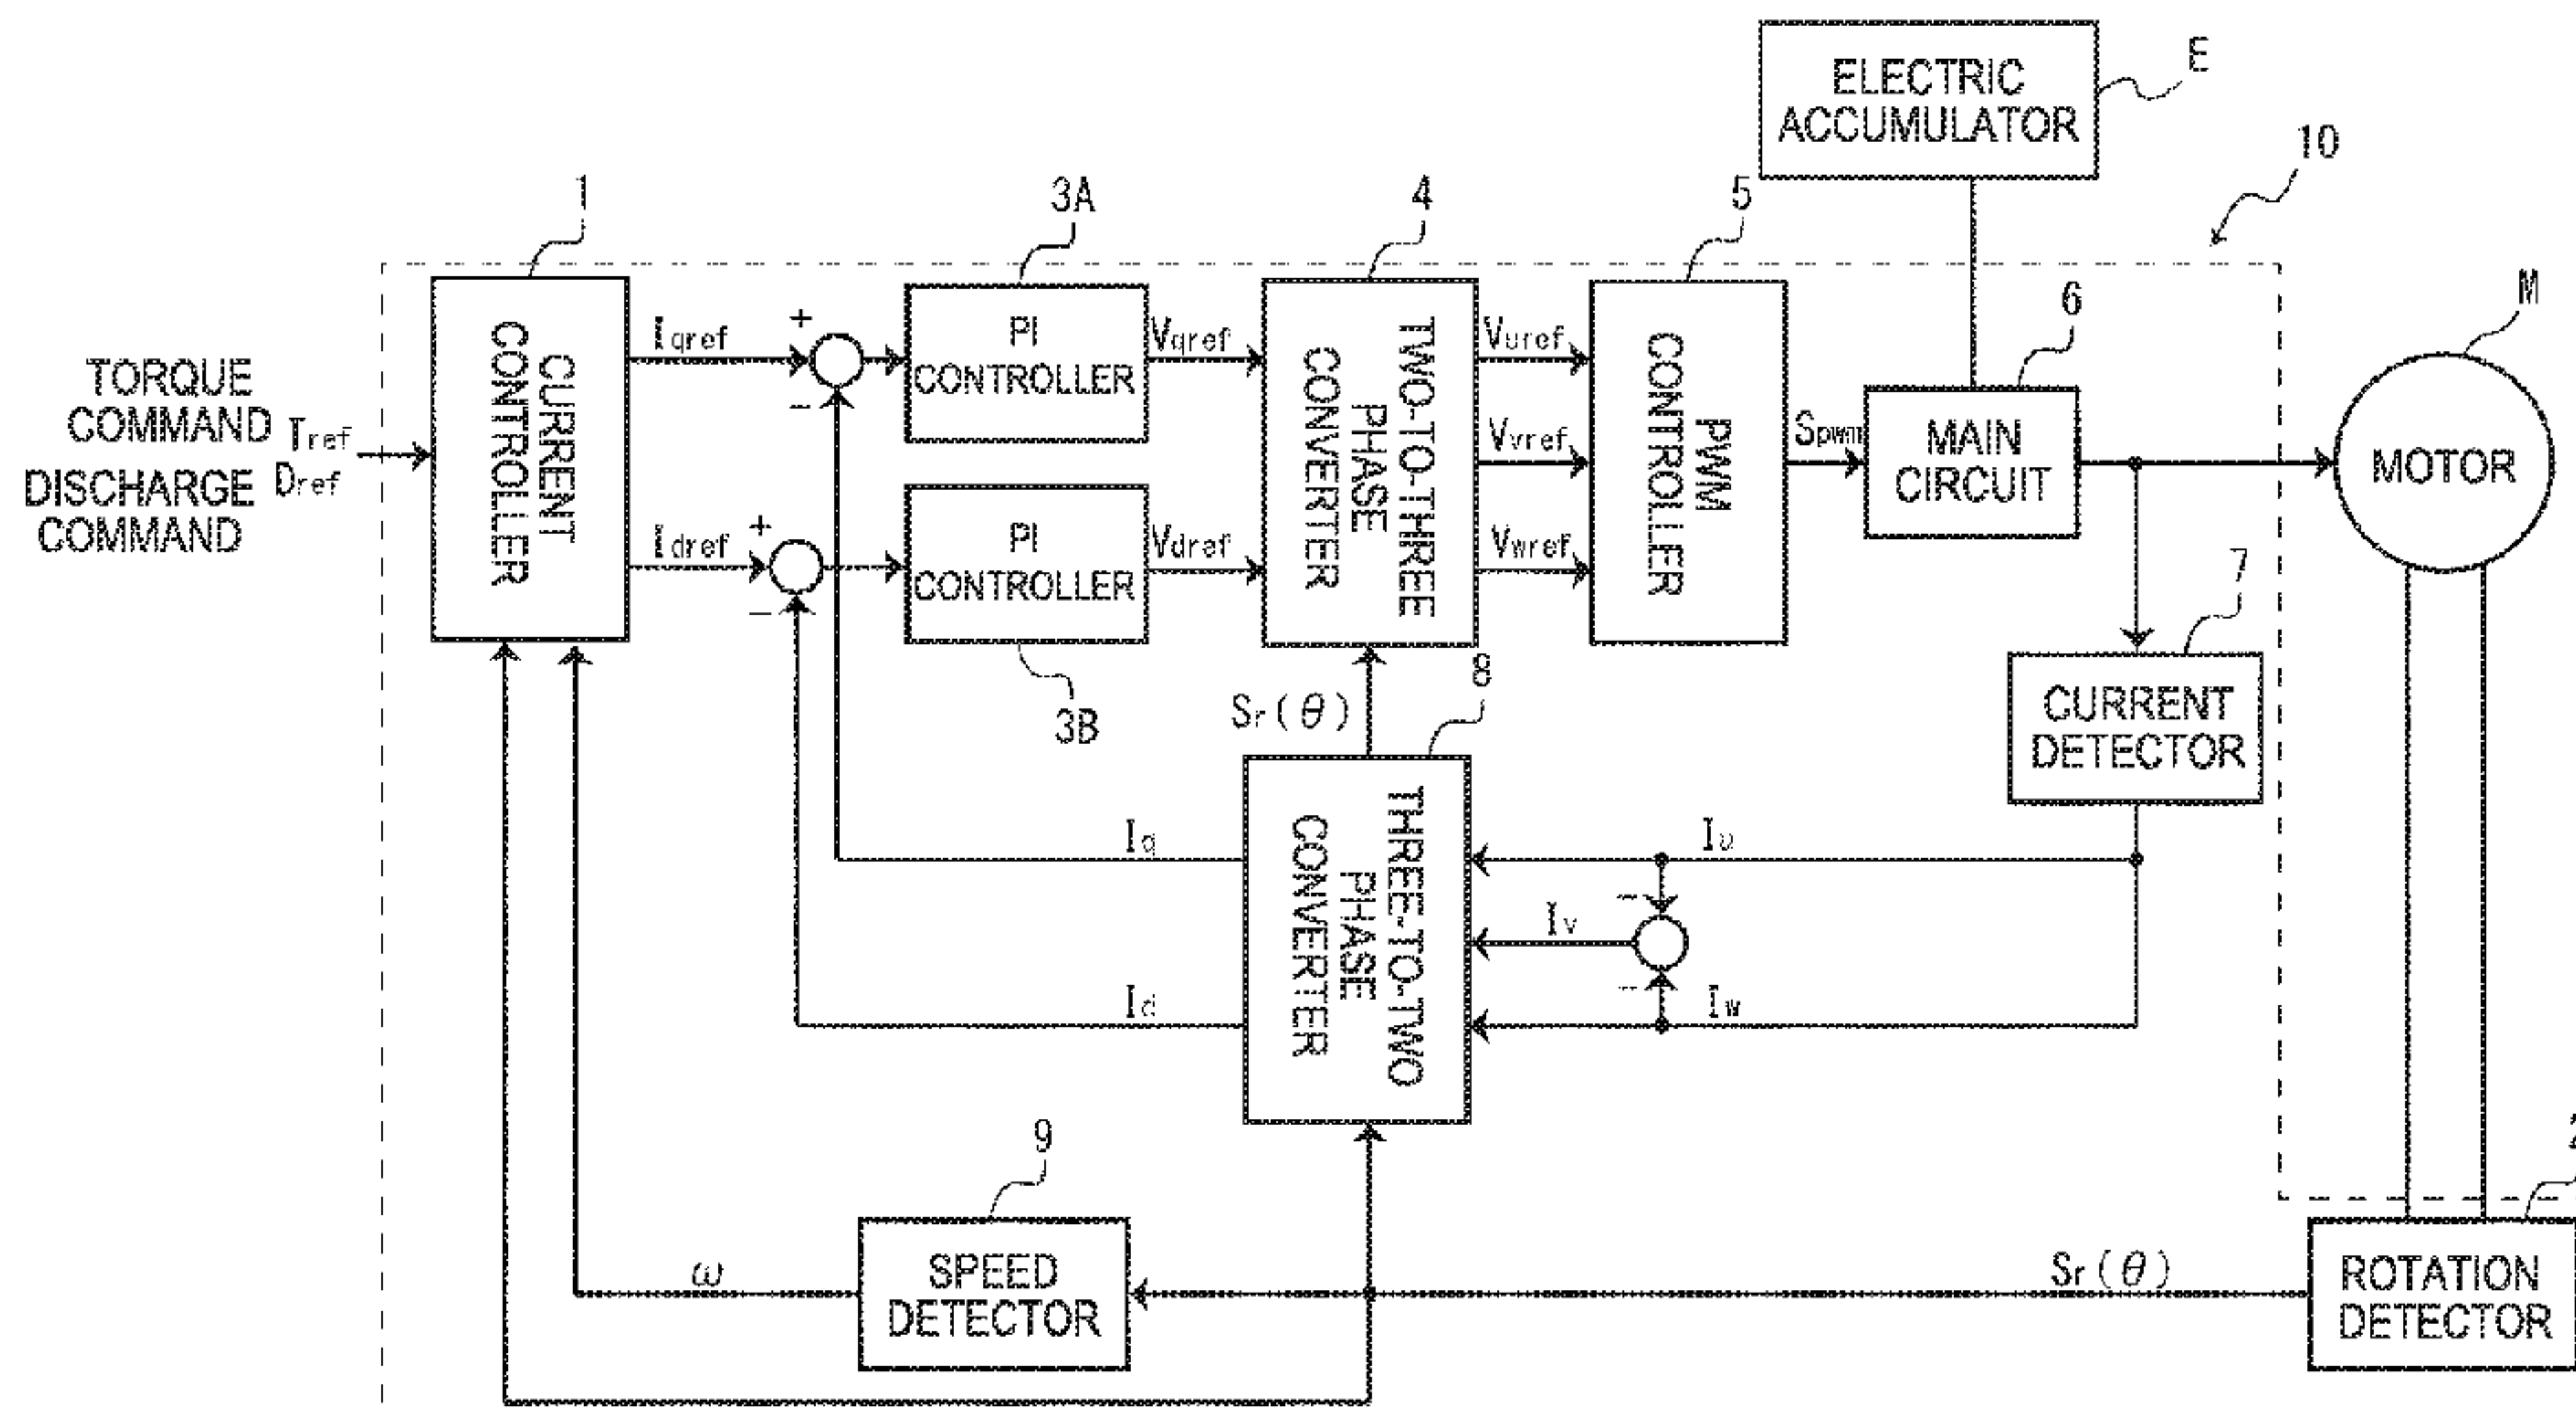 ELECTRIC
ACCUMULATOR
E
10
1
3A
4
5
6
M
TORQUE
COMMAND Tref
DISCHARGE Dref
COMMAND
CURRENT
CONTROLLER
Iqref
+
−
PI
CONTROLLER
Vqref
TWO-TO-THREE
PHASE
CONVERTER
Vuref
Vvref
Vwref
PWM
CONTROLLER
Spwm
MAIN
CIRCUIT
MOTOR
Idref
+
−
PI
CONTROLLER
Vdref
3B
7
CURRENT
DETECTOR
Sr(θ)
8
THREE-TO-TWO
PHASE
CONVERTER
Iq
Id
Iu
−
Iv
−
Iw
9
SPEED
DETECTOR
ω
Sr(θ)
ROTATION
DETECTOR